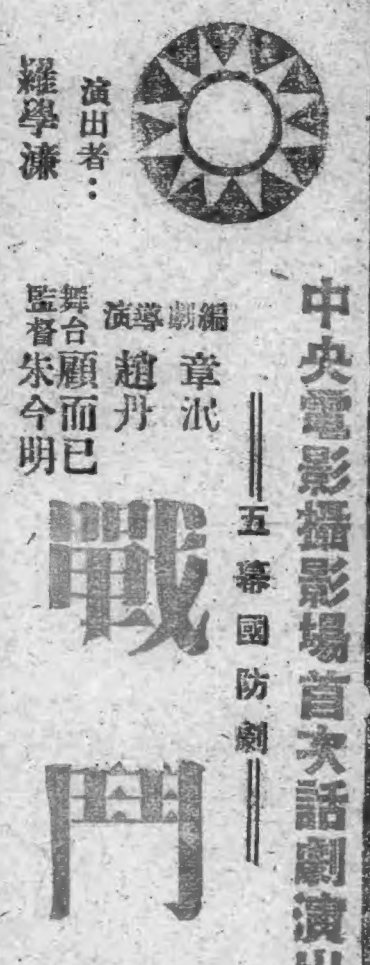 中央電影攝影場首次話劇演出
五幕國防劇
編劇 章泯
導演 趙丹
舞台監督 顧而已 朱今明
戰鬥
演出者：
羅學濂